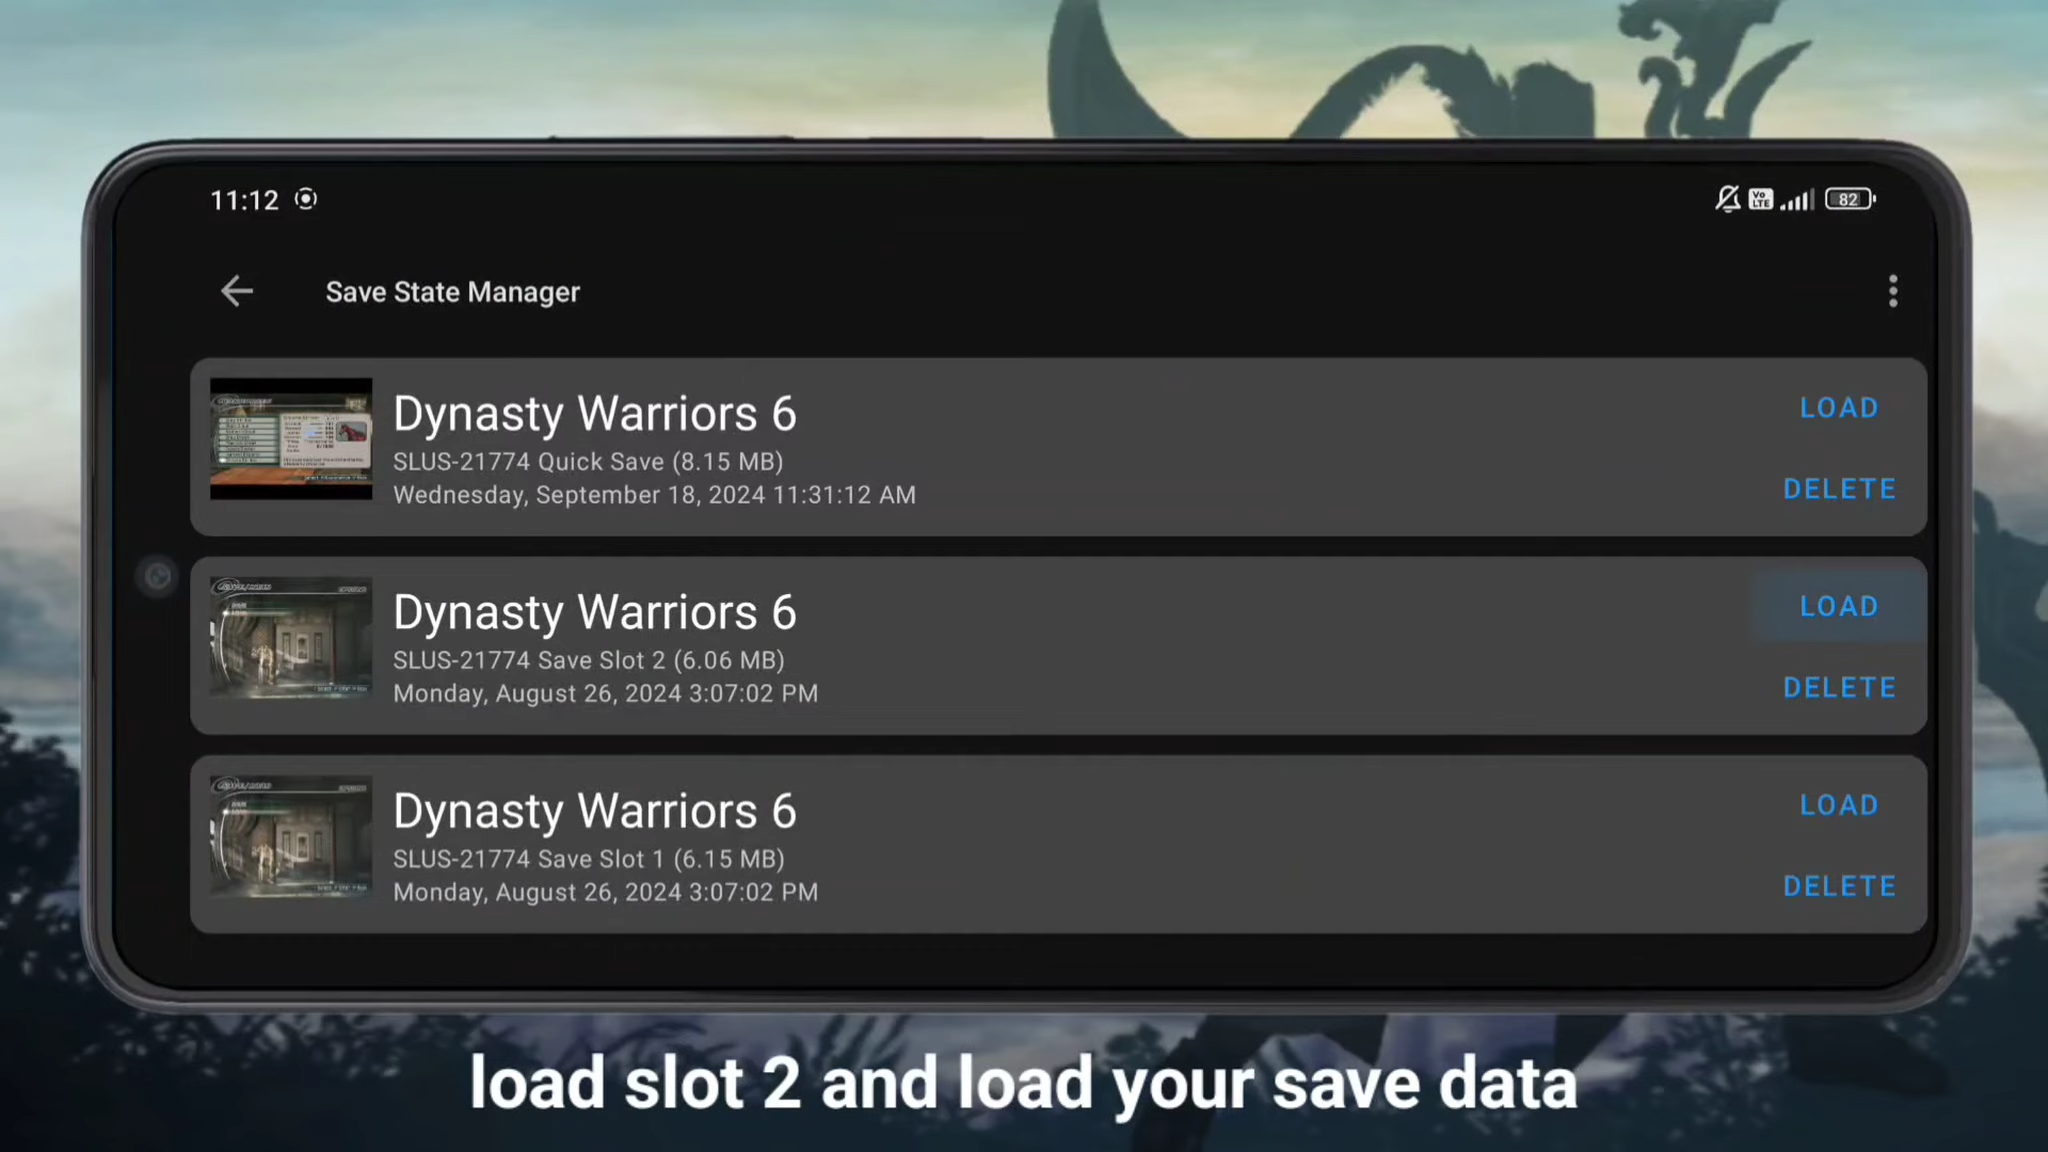 11:12
Vo LTE
82
Save State Manager
Dynasty Warriors 6
SLUS-21774 Quick Save (8.15 MB)
Wednesday, September 18, 2024 11:31:12 AM
LOAD
DELETE
Dynasty Warriors 6
SLUS-21774 Save Slot 2 (6.06 MB)
Monday, August 26, 2024 3:07:02 PM
LOAD
DELETE
Dynasty Warriors 6
SLUS-21774 Save Slot 1 (6.15 MB)
Monday, August 26, 2024 3:07:02 PM
LOAD
DELETE
load slot 2 and load your save data